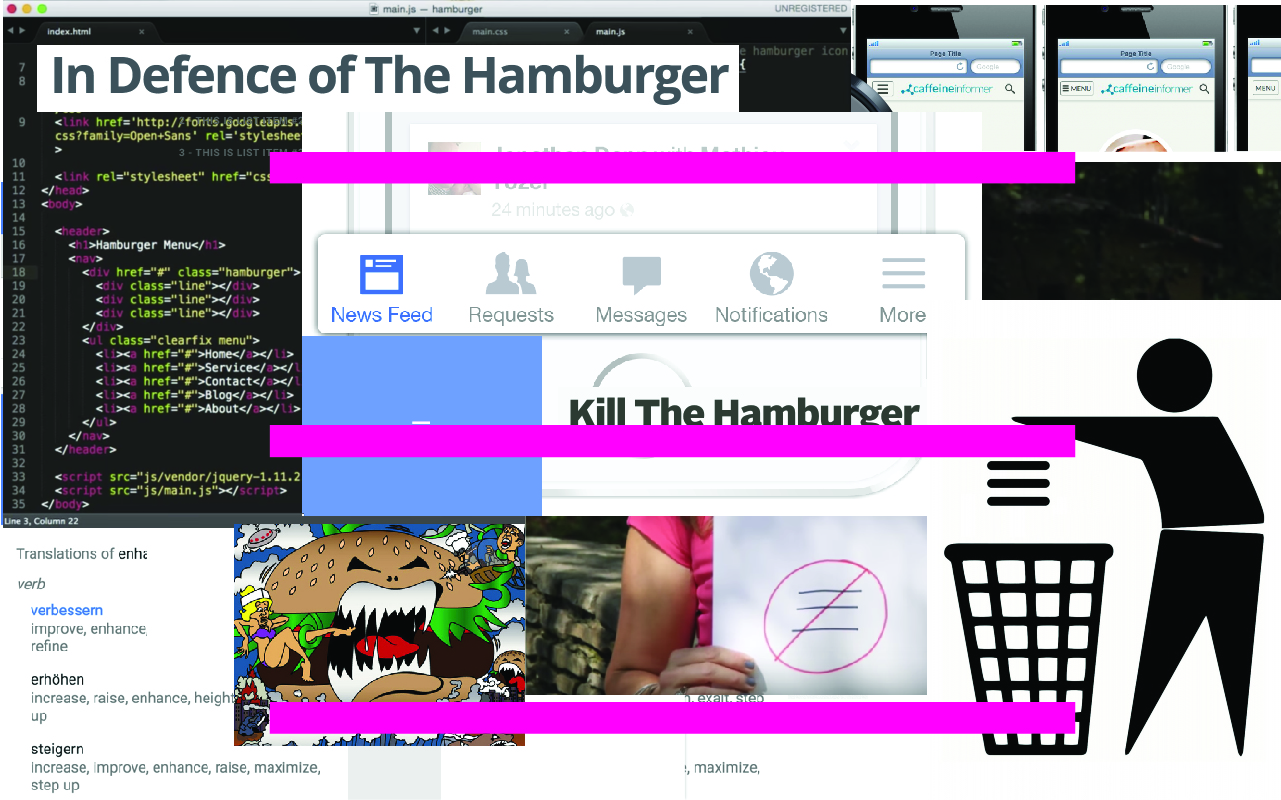 main.js — hamburger
UNREGISTERED
index.html
main.css
main.js
hamburger icon
{
In Defence of The Hamburger
7
8
3 - THIS IS LIST ITEM
9 <link href='http://fonts.googleapis.
css?family=Open+Sans' rel='styleshee
>
10
11 <link rel="stylesheet" href="css
12 </head>
13 <body>
14
15 <header>
16 <h1>Hamburger Menu</h1>
17 <nav>
18 <div href="#" class="hamburger">
19 <div class="line"></div>
20 <div class="line"></div>
21 <div class="line"></div>
22 </div>
23 <ul class="clearfix menu">
24 <li><a href="#">Home</a></li>
25 <li><a href="#">Service</a></l
26 <li><a href="#">Contact</a></l
27 <li><a href="#">Blog</a></li>
28 <li><a href="#">About</a></li>
29 </ul>
30 </nav>
31 </header>
32
33 <script src="js/vendor/jquery-1.11.2
34 <script src="js/main.js"></script>
35 </body>
Line 3, Column 22
Page Title
Google
caffeineinformer
Page Title
Google
MENU
caffeineinformer
MENU
24 minutes ago
News Feed
Requests
Messages
Notifications
More
Kill The Hamburger
Translations of enha
verb
verbessern
improve, enhance,
refine
erhöhen
increase, raise, enhance, height
up
, exalt, step
steigern
increase, improve, enhance, raise, maximize,
step up
, maximize,